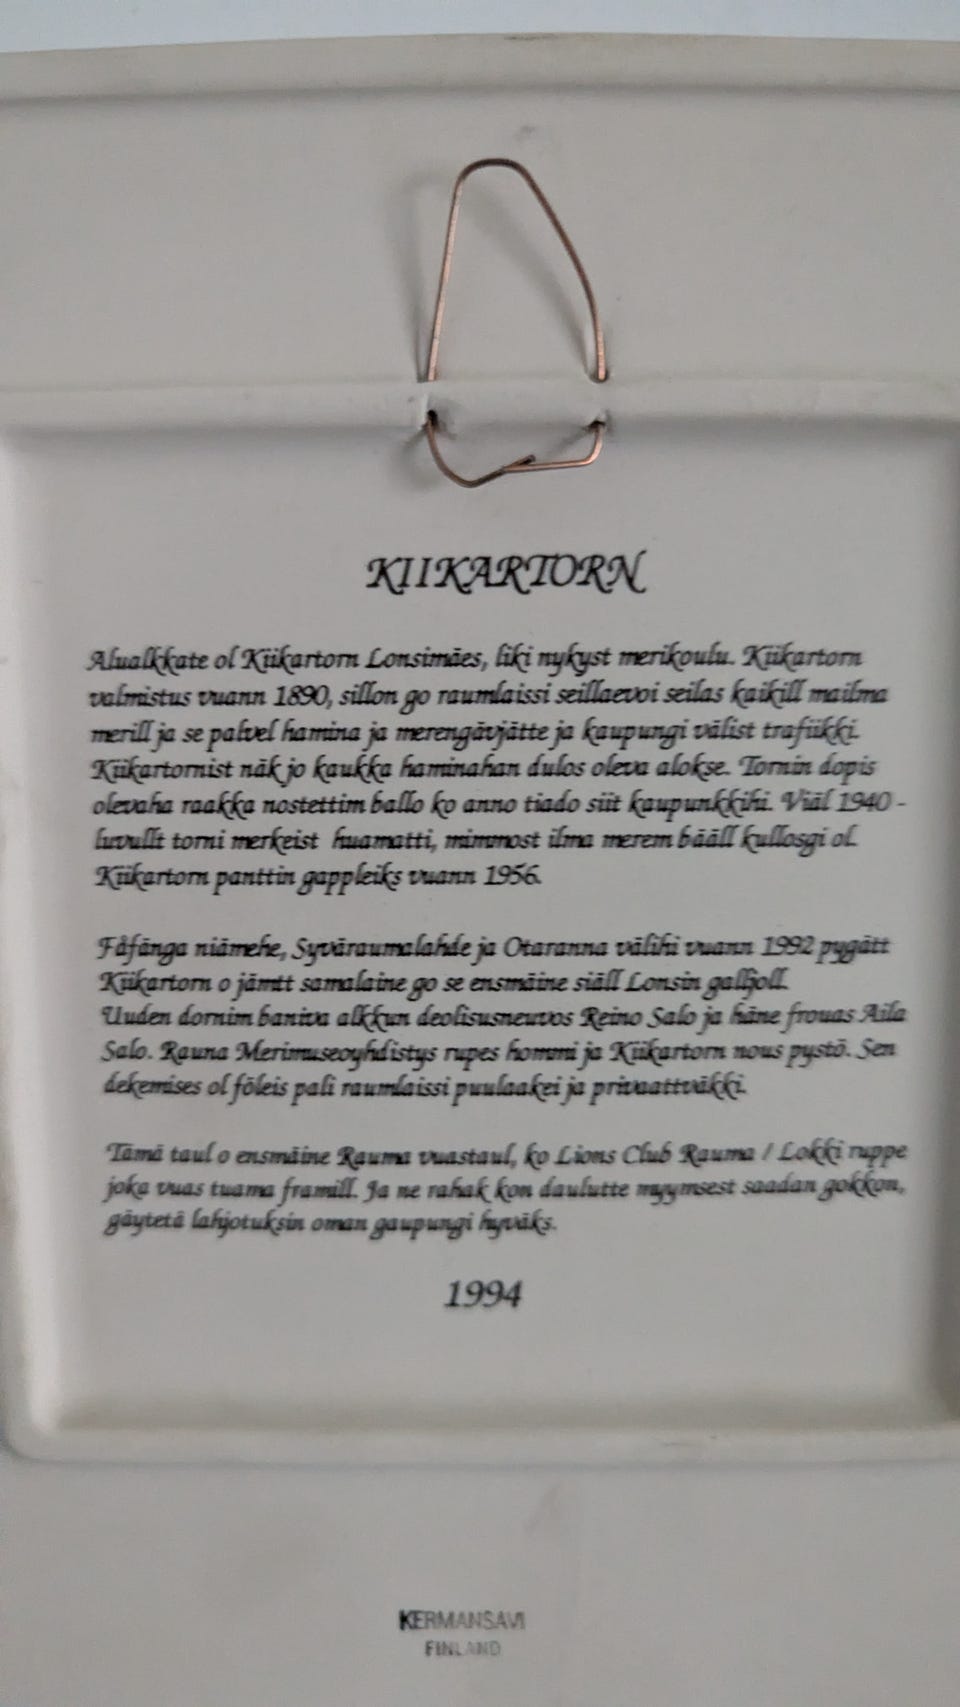 KIIKARTORN
Alualkkate ol Kiikartorn Lonsimäes, liki nykyst merikoulu. Kiikartorn
valmistus vuann 1890, sillon go raumlaissi seillaevoi seilas kaikill mailma
merill ja se palvel hamina ja merengävjätte ja kaupungi välist trafiikki.
Kiikartornist näk jo kaukka haminahan dulos oleva alokse. Tornin dopis
olevaha raakka nostettim ballo ko anno tiado siit kaupunkkihi. Viäl 1940 -
luvullt torni merkeist huamatti, mimmost ilma merem bääll kullosgi ol.
Kiikartorn panttin gappleiks vuann 1956.
Fåfänga niämehe, Syväraumalahde ja Otaranna välihi vuann 1992 pygätt
Kiikartorn o jämtt samalaine go se ensmäine siäll Lonsin galljoll.
Uuden dornim baniva alkkun deolisusneuvos Reino Salo ja häne frouas Aila
Salo. Rauna Merimuseoyhdistys rupes hommi ja Kiikartorn nous pystö. Sen
dekemises ol föleis pali raumlaissi puulaakei ja privaattväkki.
Tämä taul o ensmäine Rauma vuastaul, ko Lions Club Rauma / Lokki ruppe
joka vuas tuama framill. Ja ne rahak kon daulutte myymsest saadan gokkon,
gäytetä lahjotuksin oman gaupungi hyväks.
1994
KERMANSAVI
FINLAND